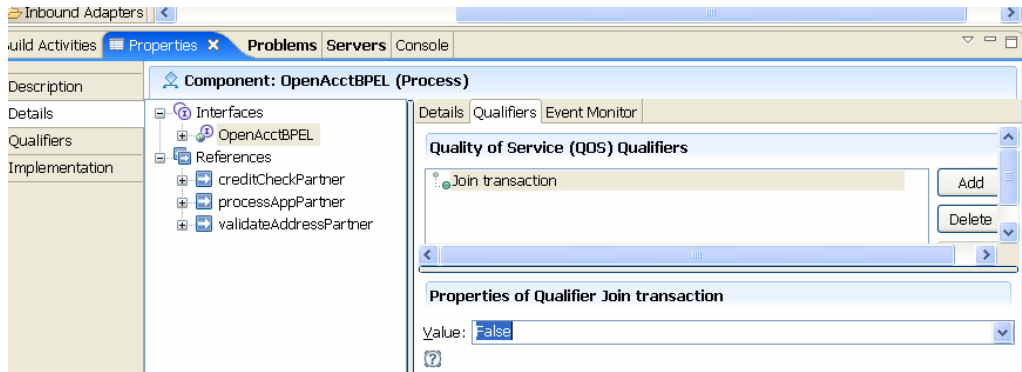 Inbound Adapters
uild Activities Properties Problems Servers Console
Component: OpenAcctBPEL (Process)
Description
Details
Qualifiers
Implementation
Interfaces
OpenAcctBPEL
References
creditCheckPartner
processAppPartner
validateAddressPartner
Details Qualifiers Event Monitor
Quality of Service (QOS) Qualifiers
Join transaction
Add
Delete
Properties of Qualifier Join transaction
Value: False